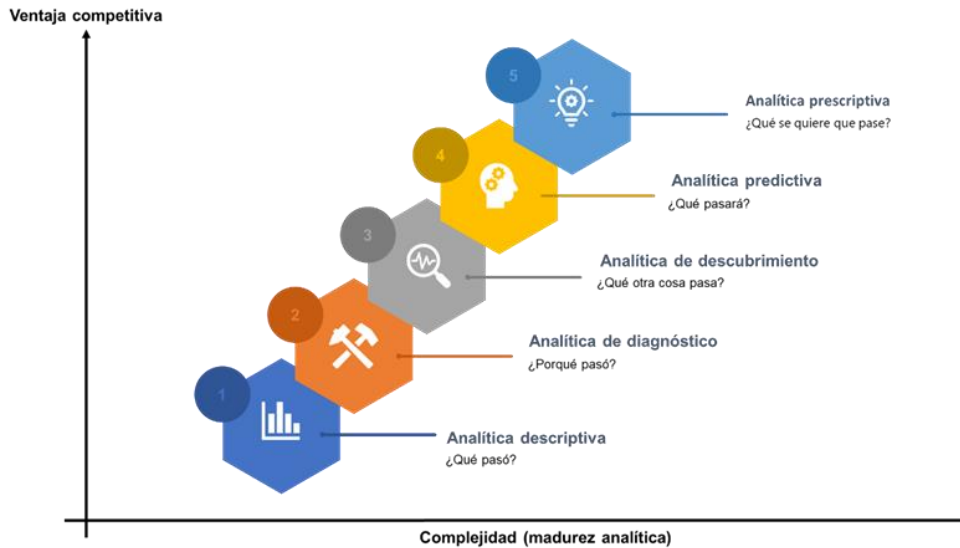 Ventaja competitiva
5
Analítica prescriptiva
¿Qué se quiere que pase?
4
Analítica predictiva
¿Qué pasará?
3
Analítica de descubrimiento
¿Qué otra cosa pasa?
2
Analítica de diagnóstico
¿Porqué pasó?
1
Analítica descriptiva
¿Qué pasó?
Complejidad (madurez analítica)